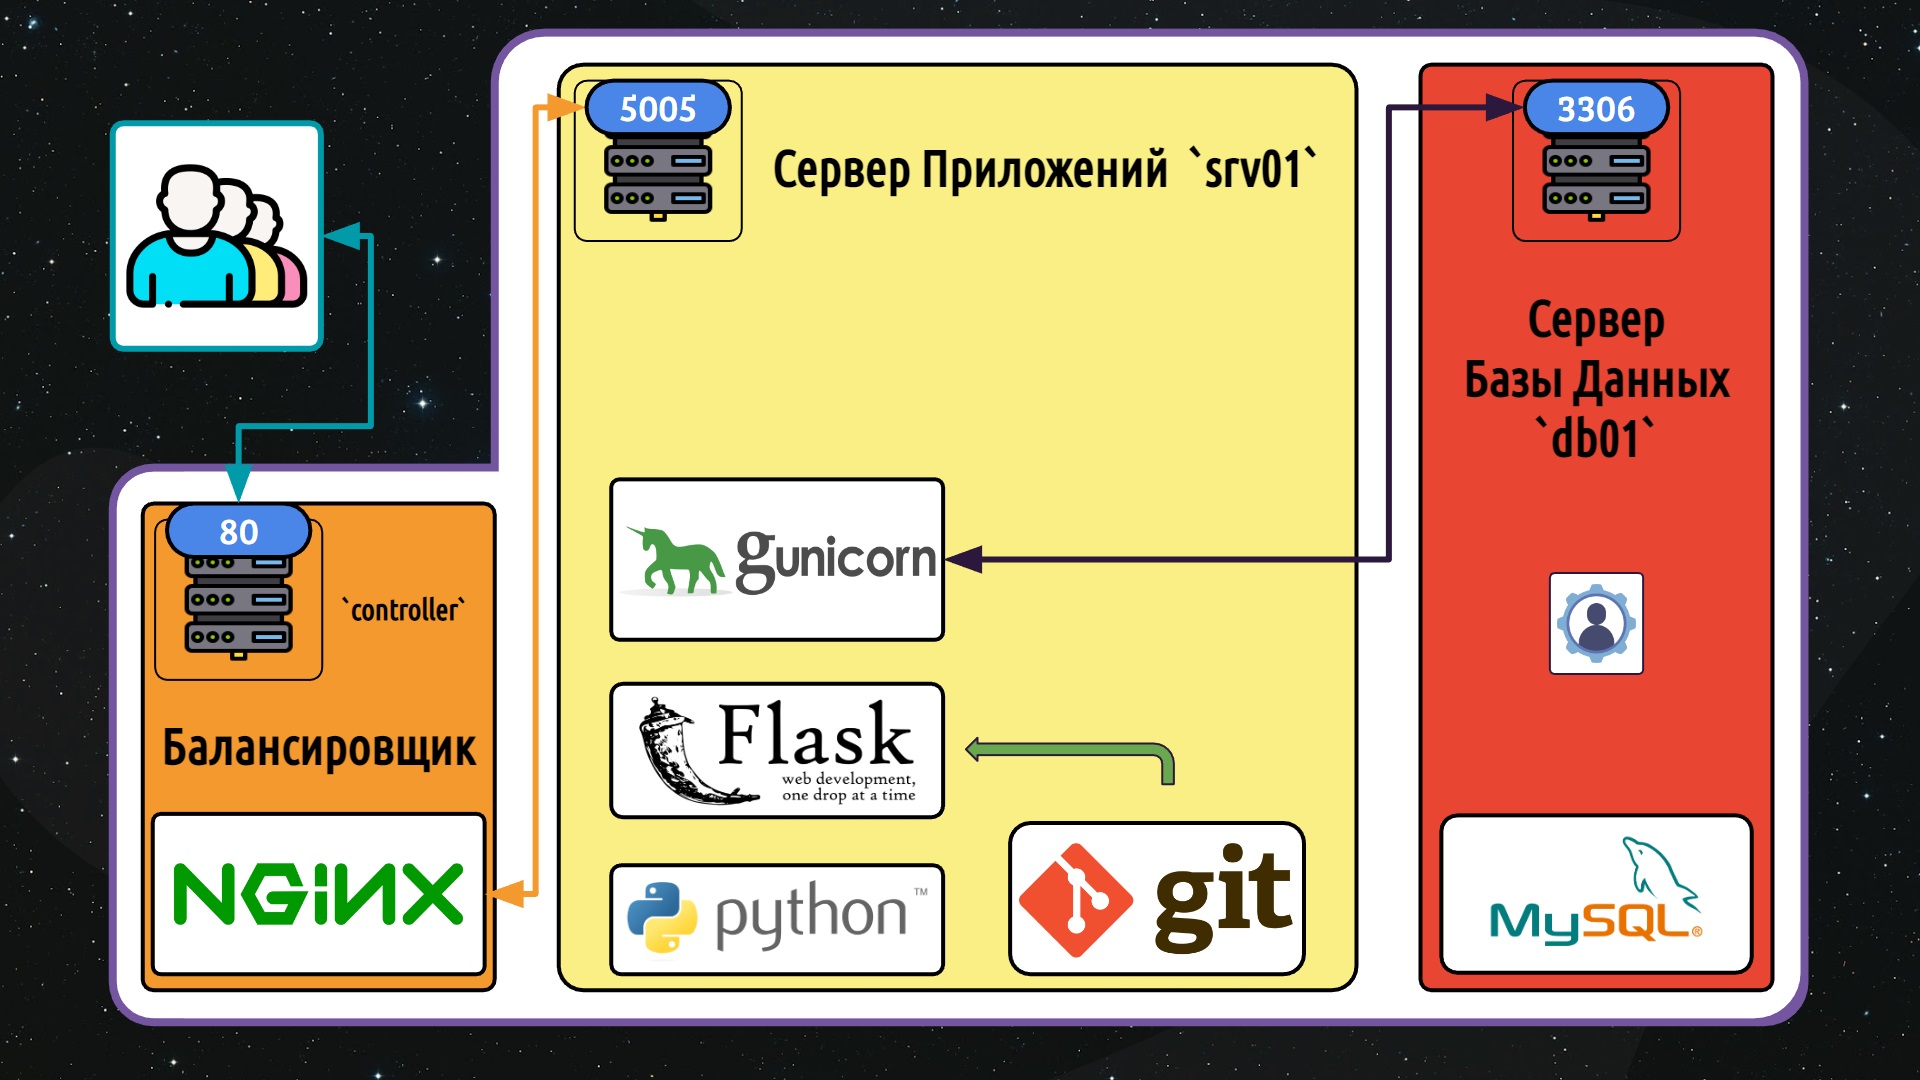 5005
Сервер Приложений `srv01`
3306
Сервер
Базы Данных
`db01`
80
`controller`
Балансировщик
NGiNX
gunicorn
Flask
web development,
one drop at a time
python™
git
MySQL®